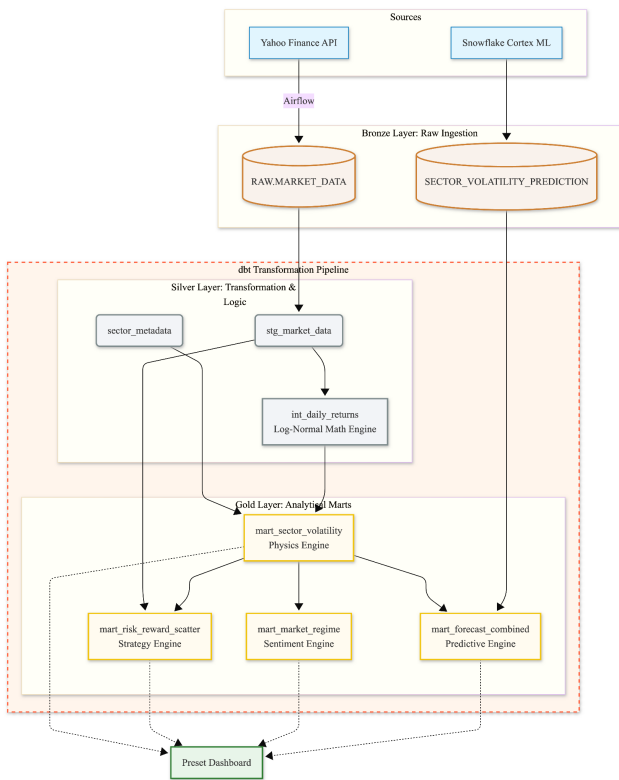 Sources
Yahoo Finance API
Snowflake Cortex ML
Airflow
Bronze Layer: Raw Ingestion
RAW.MARKET_DATA
SECTOR_VOLATILITY_PREDICTION
dbt Transformation Pipeline
Silver Layer: Transformation &
Logic
sector_metadata
stg_market_data
int_daily_returns
Log-Normal Math Engine
Gold Layer: Analytical Marts
mart_sector_volatility
Physics Engine
mart_risk_reward_scatter
Strategy Engine
mart_market_regime
Sentiment Engine
mart_forecast_combined
Predictive Engine
Preset Dashboard